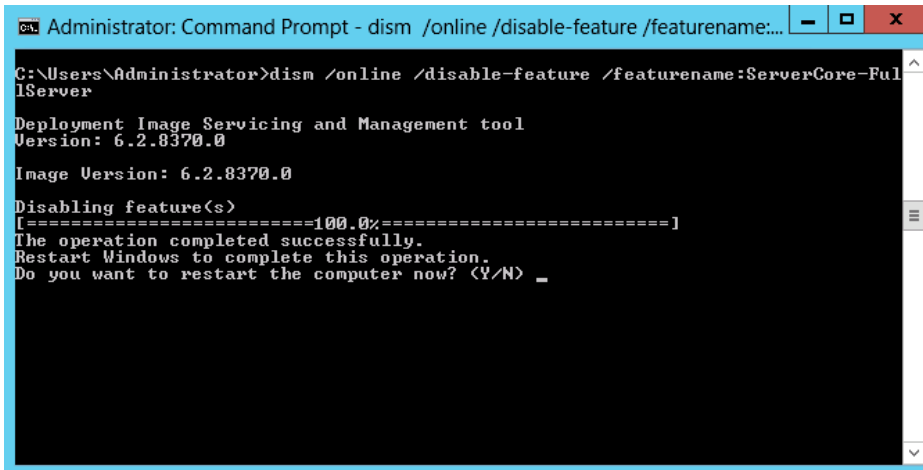 Administrator: Command Prompt - dism  /online /disable-feature /featurename:...
C:\Users\Administrator>dism /online /disable-feature /featurename:ServerCore-Ful
lServer
Deployment Image Servicing and Management tool
Version: 6.2.8370.0
Image Version: 6.2.8370.0
Disabling feature(s)
[==========================100.0%==========================]
The operation completed successfully.
Restart Windows to complete this operation.
Do you want to restart the computer now? (Y/N) _